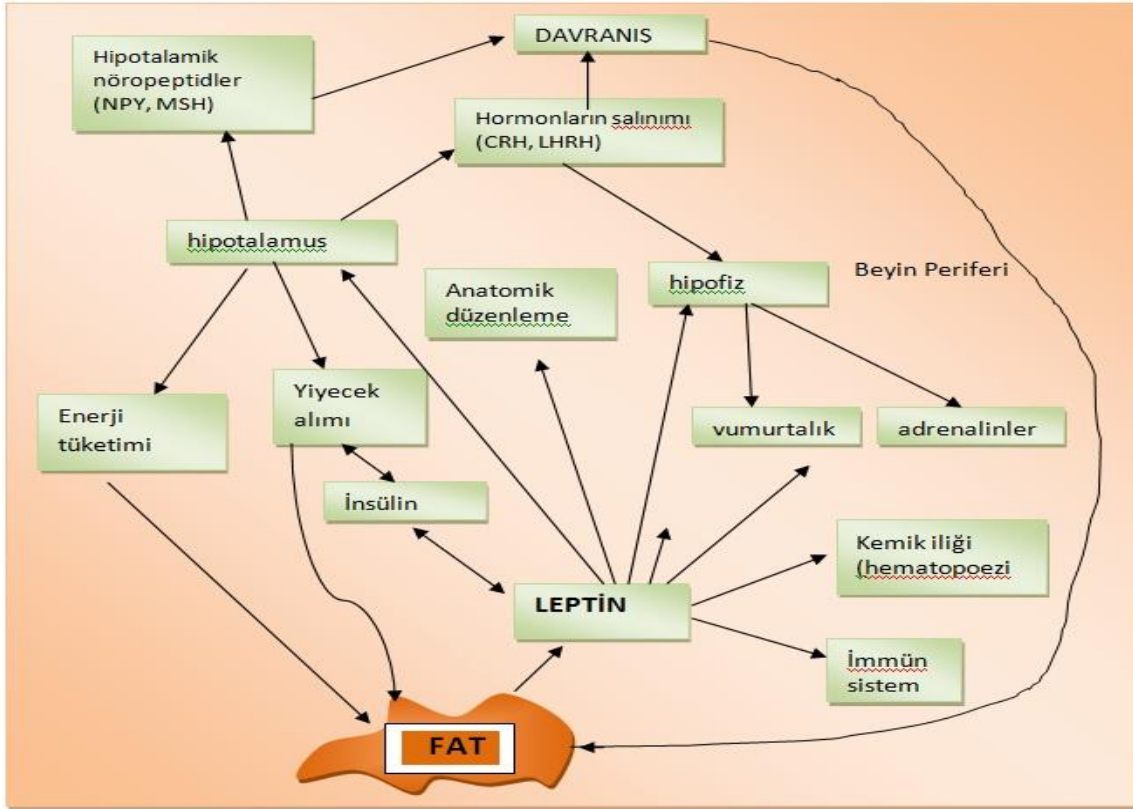 DAVRANIŞ
Hipotalamik
nöropeptidler
(NPY, MSH)
Hormonların salınımı
(CRH, LHRH)
hipotalamus
Beyin Periferi
hipofiz
Anatomik
düzenleme
Yiyecek
alımı
Enerji
tüketimi
vumurtalık
adrenalinler
İnsülin
Kemik iliği
(hematopoezi
LEPTİN
İmmün
sistem
FAT